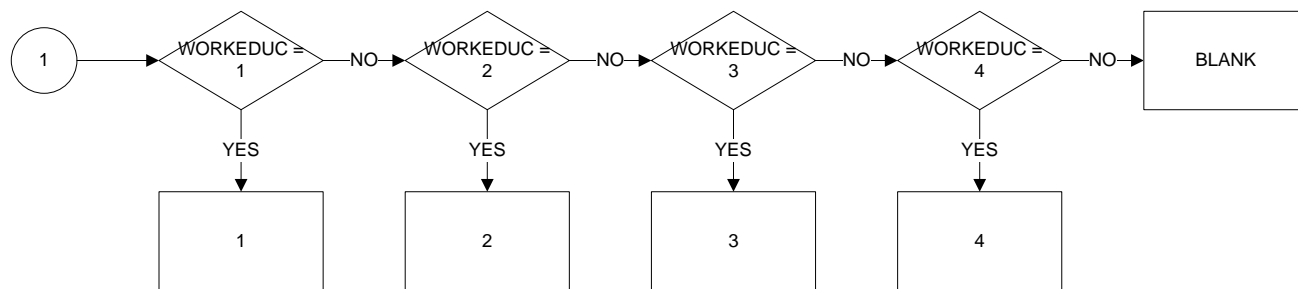 1
WORKEDUC =
1
NO
WORKEDUC =
2
NO
WORKEDUC =
3
NO
WORKEDUC =
4
NO
BLANK
YES
YES
YES
YES
1
2
3
4